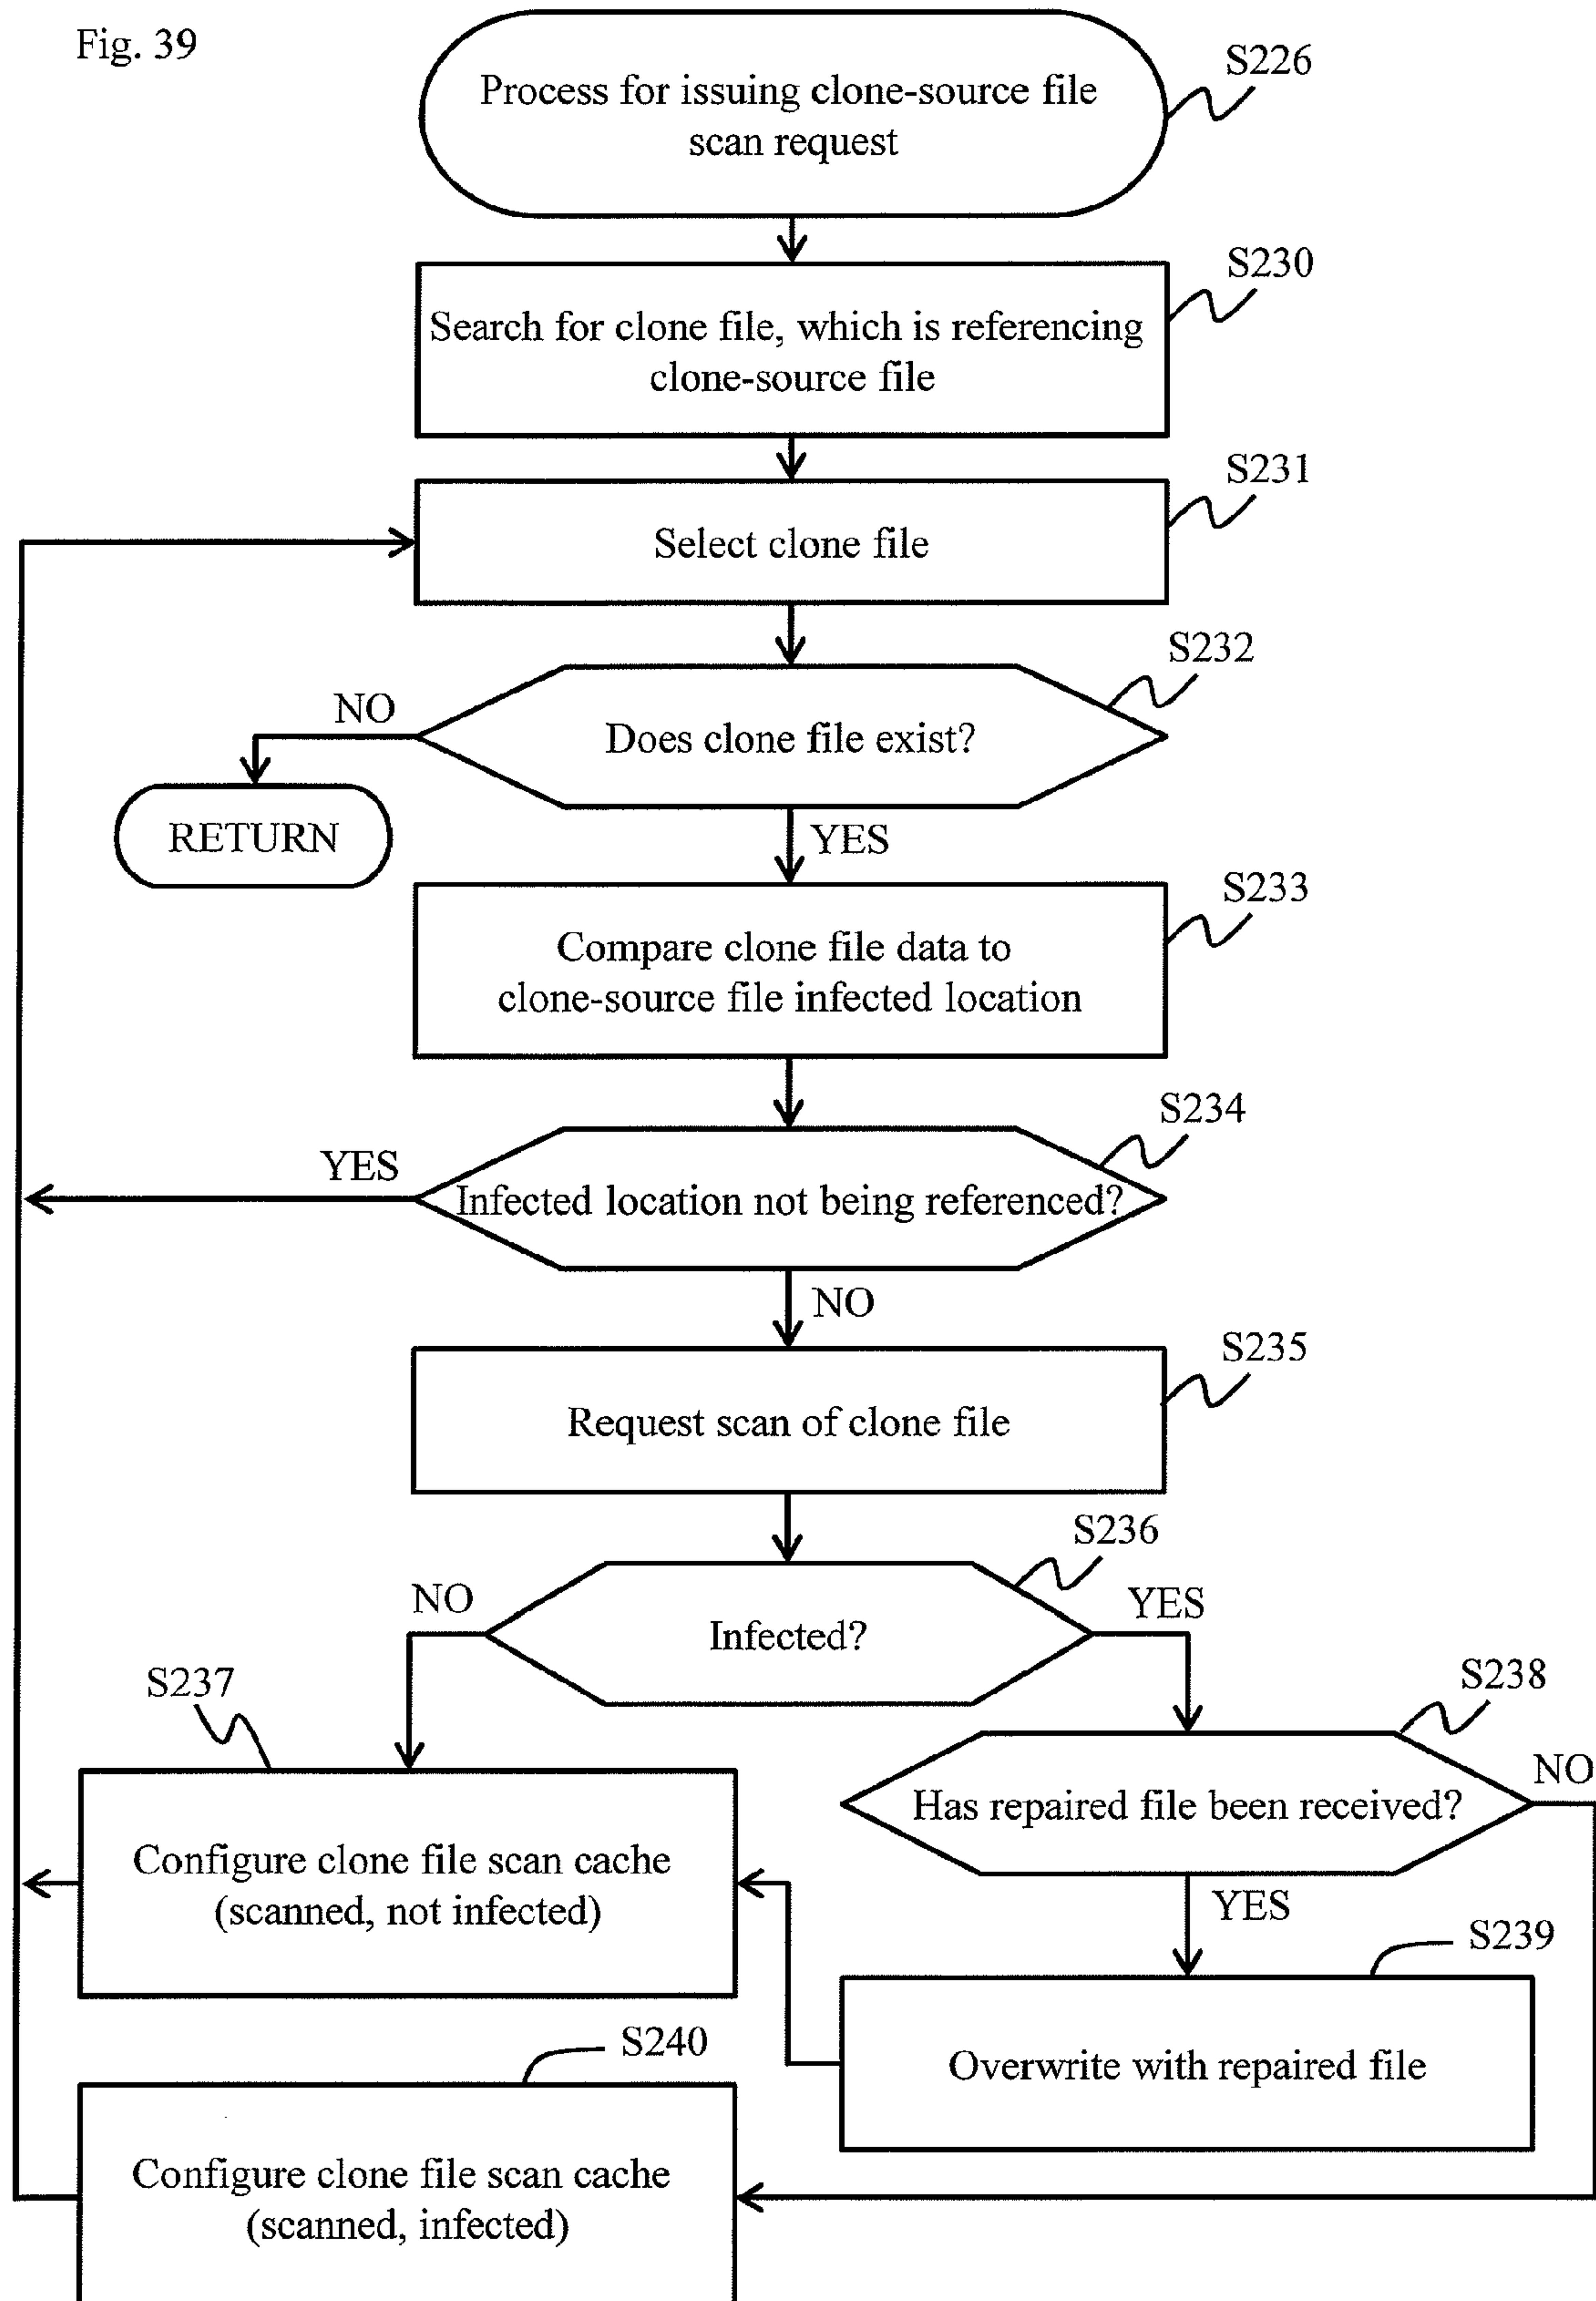 Fig. 39
Process for issuing clone-source file
scan request
S226
S230
Search for clone file, which is referencing
clone-source file
S231
Select clone file
S232
NO
Does clone file exist?
RETURN
YES
S233
Compare clone file data to
clone-source file infected location
S234
YES
Infected location not being referenced?
NO
S235
Request scan of clone file
S236
NO
YES
Infected?
S237
S238
NO
Has repaired file been received?
Configure clone file scan cache
(scanned, not infected)
YES
S239
Overwrite with repaired file
S240
Configure clone file scan cache
(scanned, infected)